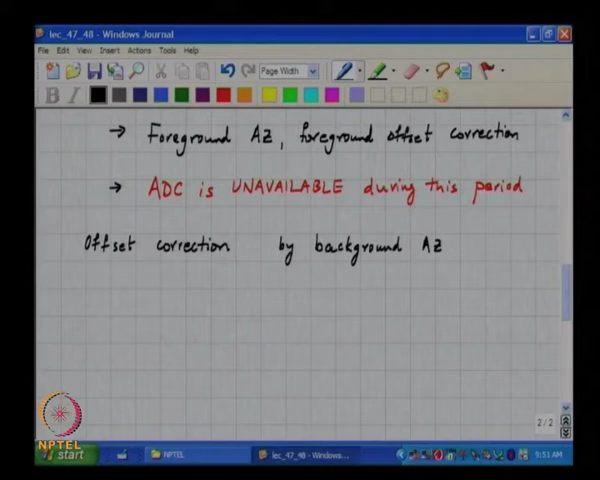 lec_47_48 - Windows Journal
File Edit View Insert Actions Tools Help
Page Width
B I
→ Foreground AZ, foreground offset correction
→ ADC is UNAVAILABLE during this period
Offset correction by background AZ
2/2
NPTEL
start NPTEL lec_47_48 - Windows... 9:51 AM